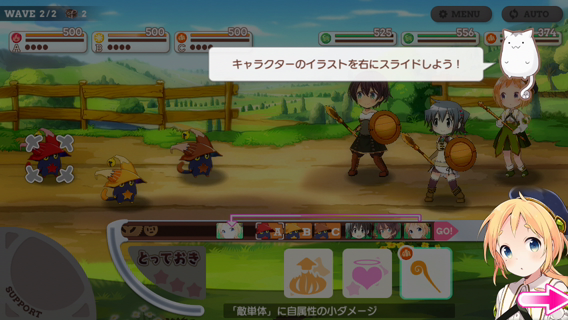 WAVE 2/2
2
MENU
AUTO
500
A
500
B
500
C
525
556
374
キャラクターのイラストを右にスライドしよう！
A
B
C
GO!
とっておき
SUPPORT
「敵単体」に自属性の小ダメージ